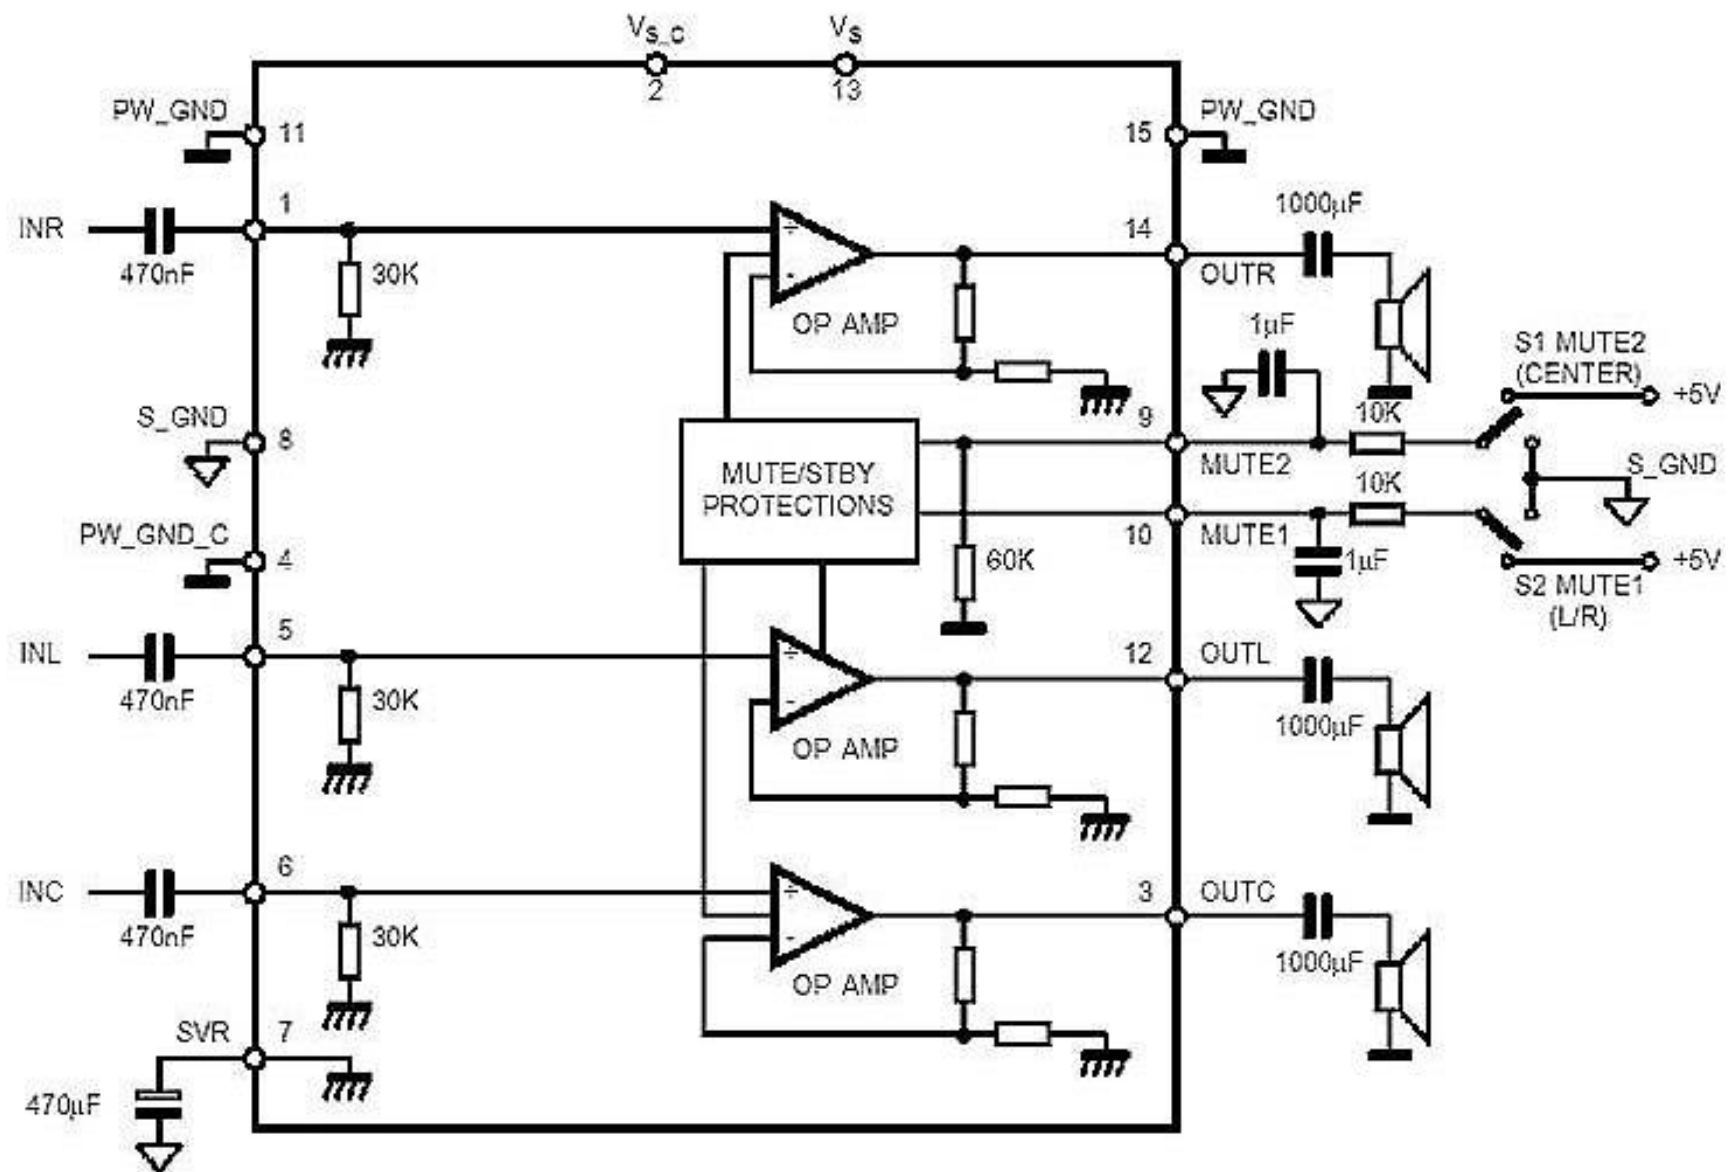 Vs_c
Vs
2
13
PW_GND
11
15
PW_GND
INR
1
470nF
30K
÷
-
OP AMP
14
OUTR
1000µF
1µF
S1 MUTE2
(CENTER)
+5V
S_GND
8
MUTE/STBY
PROTECTIONS
9
MUTE2
10K
S_GND
10
MUTE1
10K
1µF
+5V
S2 MUTE1
(L/R)
PW_GND_C
4
60K
INL
5
470nF
30K
÷
-
OP AMP
12
OUTL
1000µF
INC
6
470nF
30K
÷
-
OP AMP
3
OUTC
1000µF
SVR
7
470µF